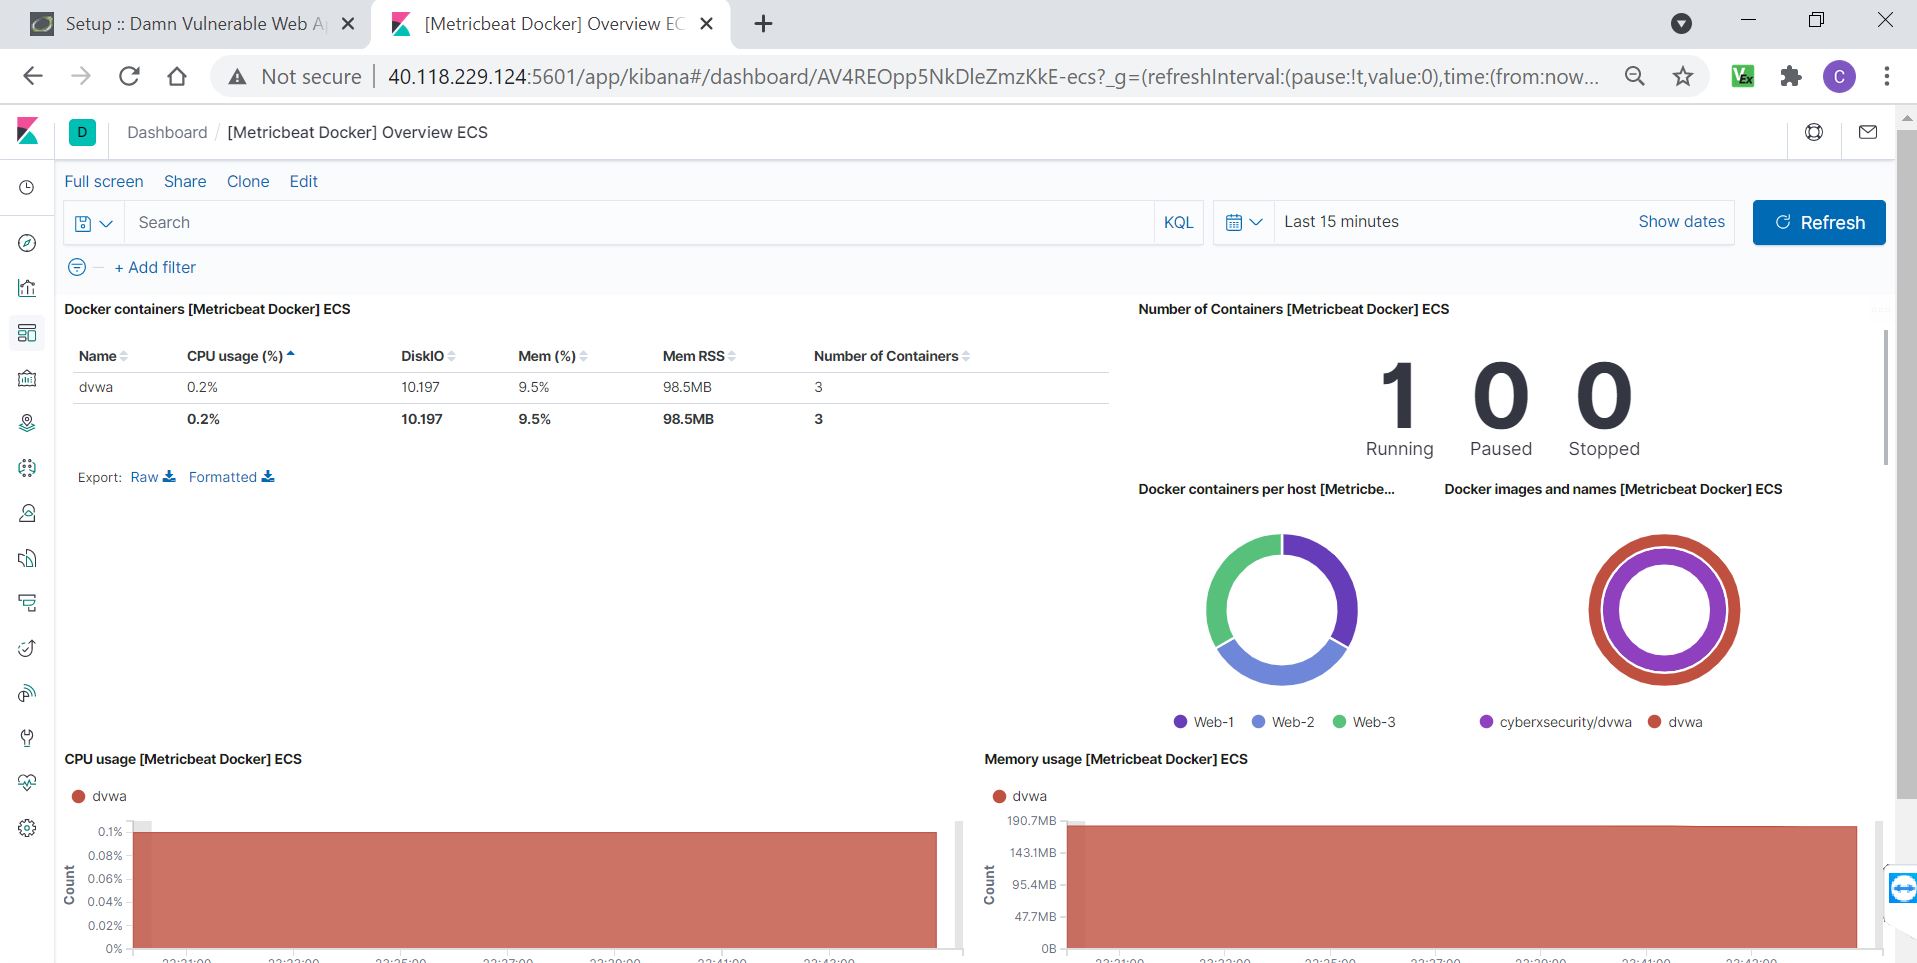 Setup :: Damn Vulnerable Web Ap
[Metricbeat Docker] Overview EC
Not secure
40.118.229.124:5601/app/kibana#/dashboard/AV4REOpp5NkDleZmzKkE-ecs?_g=(refreshInterval:(pause:!t,value:0),time:(from:now...
VEX
C
D
Dashboard / [Metricbeat Docker] Overview ECS
Full screen Share Clone Edit
Search KQL Last 15 minutes Show dates Refresh
+ Add filter
Docker containers [Metricbeat Docker] ECS
Name CPU usage (%) DiskIO Mem (%) Mem RSS Number of Containers
dvwa 0.2% 10.197 9.5% 98.5MB 3
0.2% 10.197 9.5% 98.5MB 3
Export: Raw Formatted
Number of Containers [Metricbeat Docker] ECS
1 0 0
Running Paused Stopped
Docker containers per host [Metricbe...
Web-1 Web-2 Web-3
Docker images and names [Metricbeat Docker] ECS
cyberxsecurity/dvwa dvwa
CPU usage [Metricbeat Docker] ECS
dvwa
Count
0.1%
0.08%
0.06%
0.04%
0.02%
0%
Memory usage [Metricbeat Docker] ECS
dvwa
Count
190.7MB
143.1MB
95.4MB
47.7MB
0B